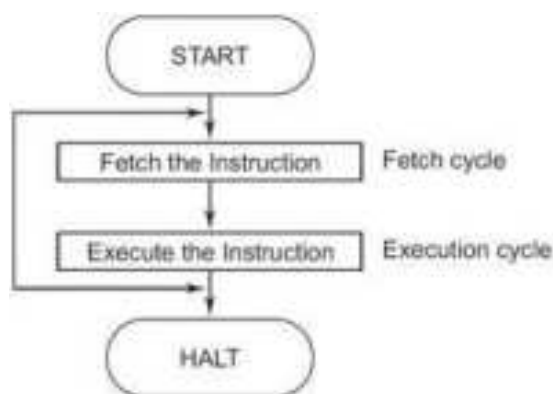 START
Fetch the Instruction Fetch cycle
Execute the Instruction Execution cycle
HALT